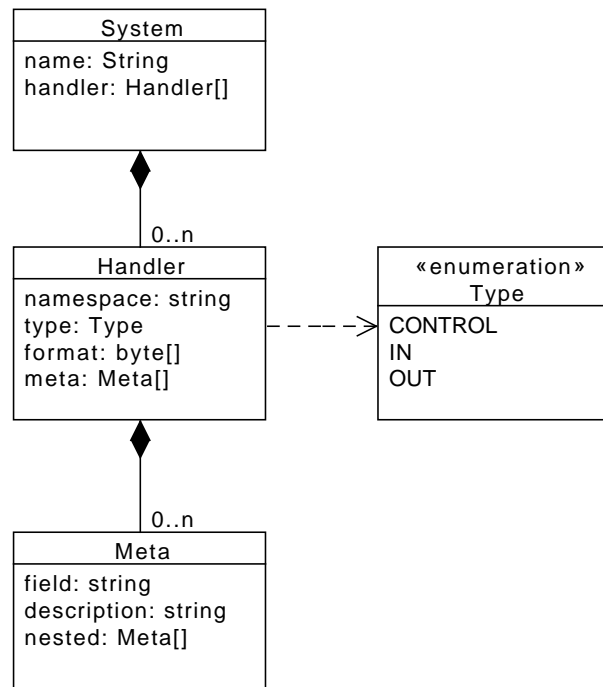 System
name: String
handler: Handler[]
0..n
Handler
namespace: string
type: Type
format: byte[]
meta: Meta[]
«enumeration»
Type
CONTROL
IN
OUT
0..n
Meta
field: string
description: string
nested: Meta[]